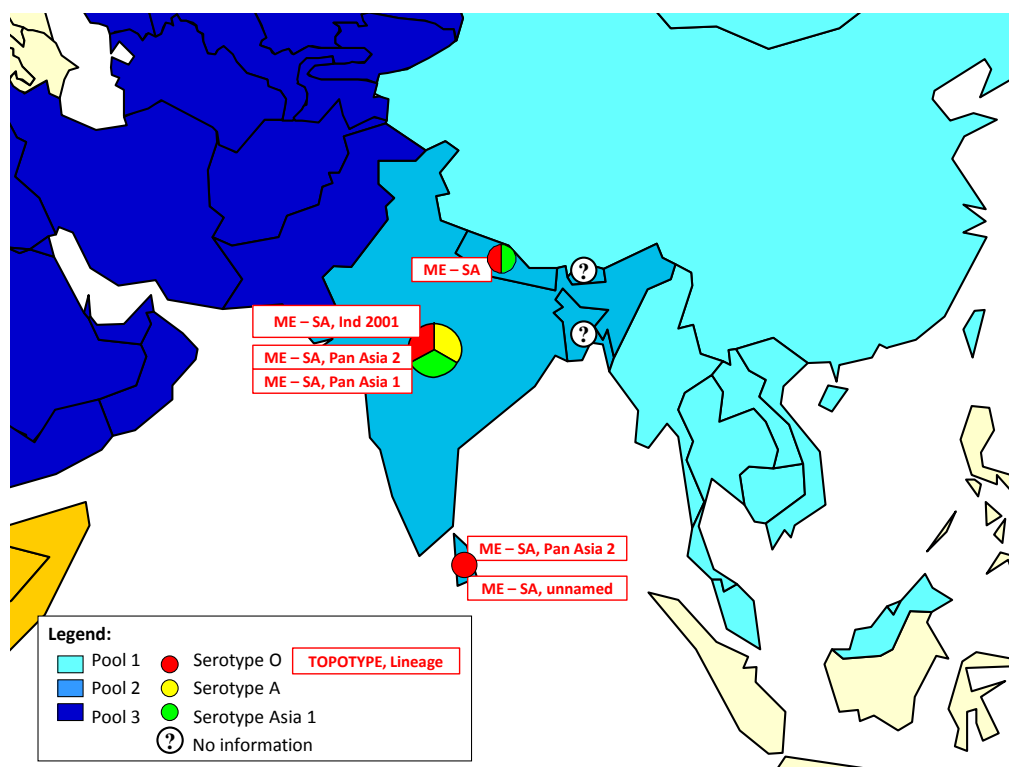 ME – SA
?
ME – SA, Ind 2001
?
ME – SA, Pan Asia 2
ME – SA, Pan Asia 1
ME – SA, Pan Asia 2
ME – SA, unnamed
Legend:
Pool 1
Serotype O
TOPOTYPE, Lineage
Pool 2
Serotype A
Pool 3
Serotype Asia 1
? No information